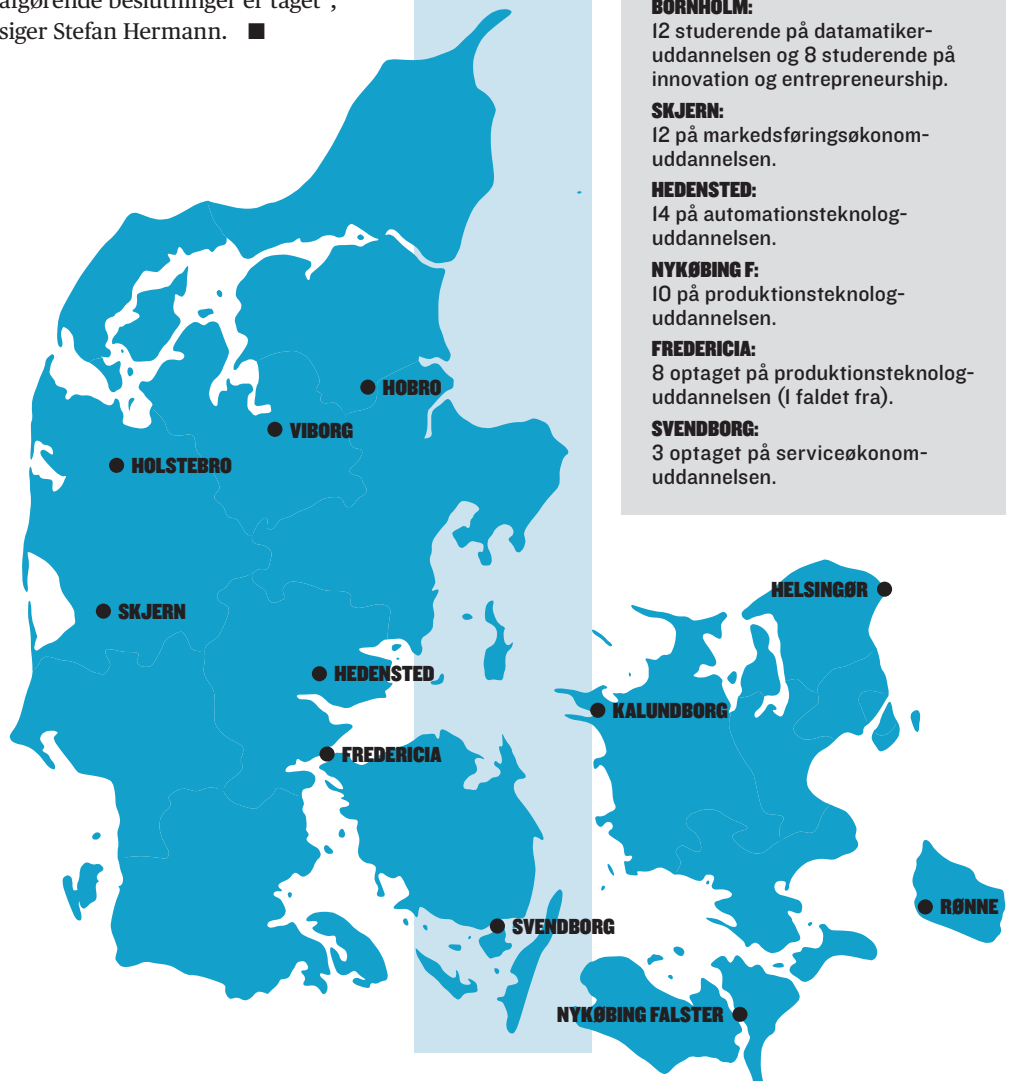 afgørende beslutninger er taget",
siger Stefan Hermann. ■
BORNHOLM:
12 studerende på datamatiker-
uddannelsen og 8 studerende på
innovation og entrepreneurship.
SKJERN:
12 på markedsføringsøkonom-
uddannelsen.
HEDENSTED:
14 på automationsteknolog-
uddannelsen.
NYKØBING F:
10 på produktionsteknolog-
uddannelsen.
FREDERICIA:
8 optaget på produktionsteknolog-
uddannelsen (1 faldet fra).
SVENDBORG:
3 optaget på serviceøkonom-
uddannelsen.
HOBRO
VIBORG
HOLSTEBRO
HELSINGØR
SKJERN
HEDENSTED
KALUNDBORG
FREDERICIA
RØNNE
SVENDBORG
NYKØBING FALSTER